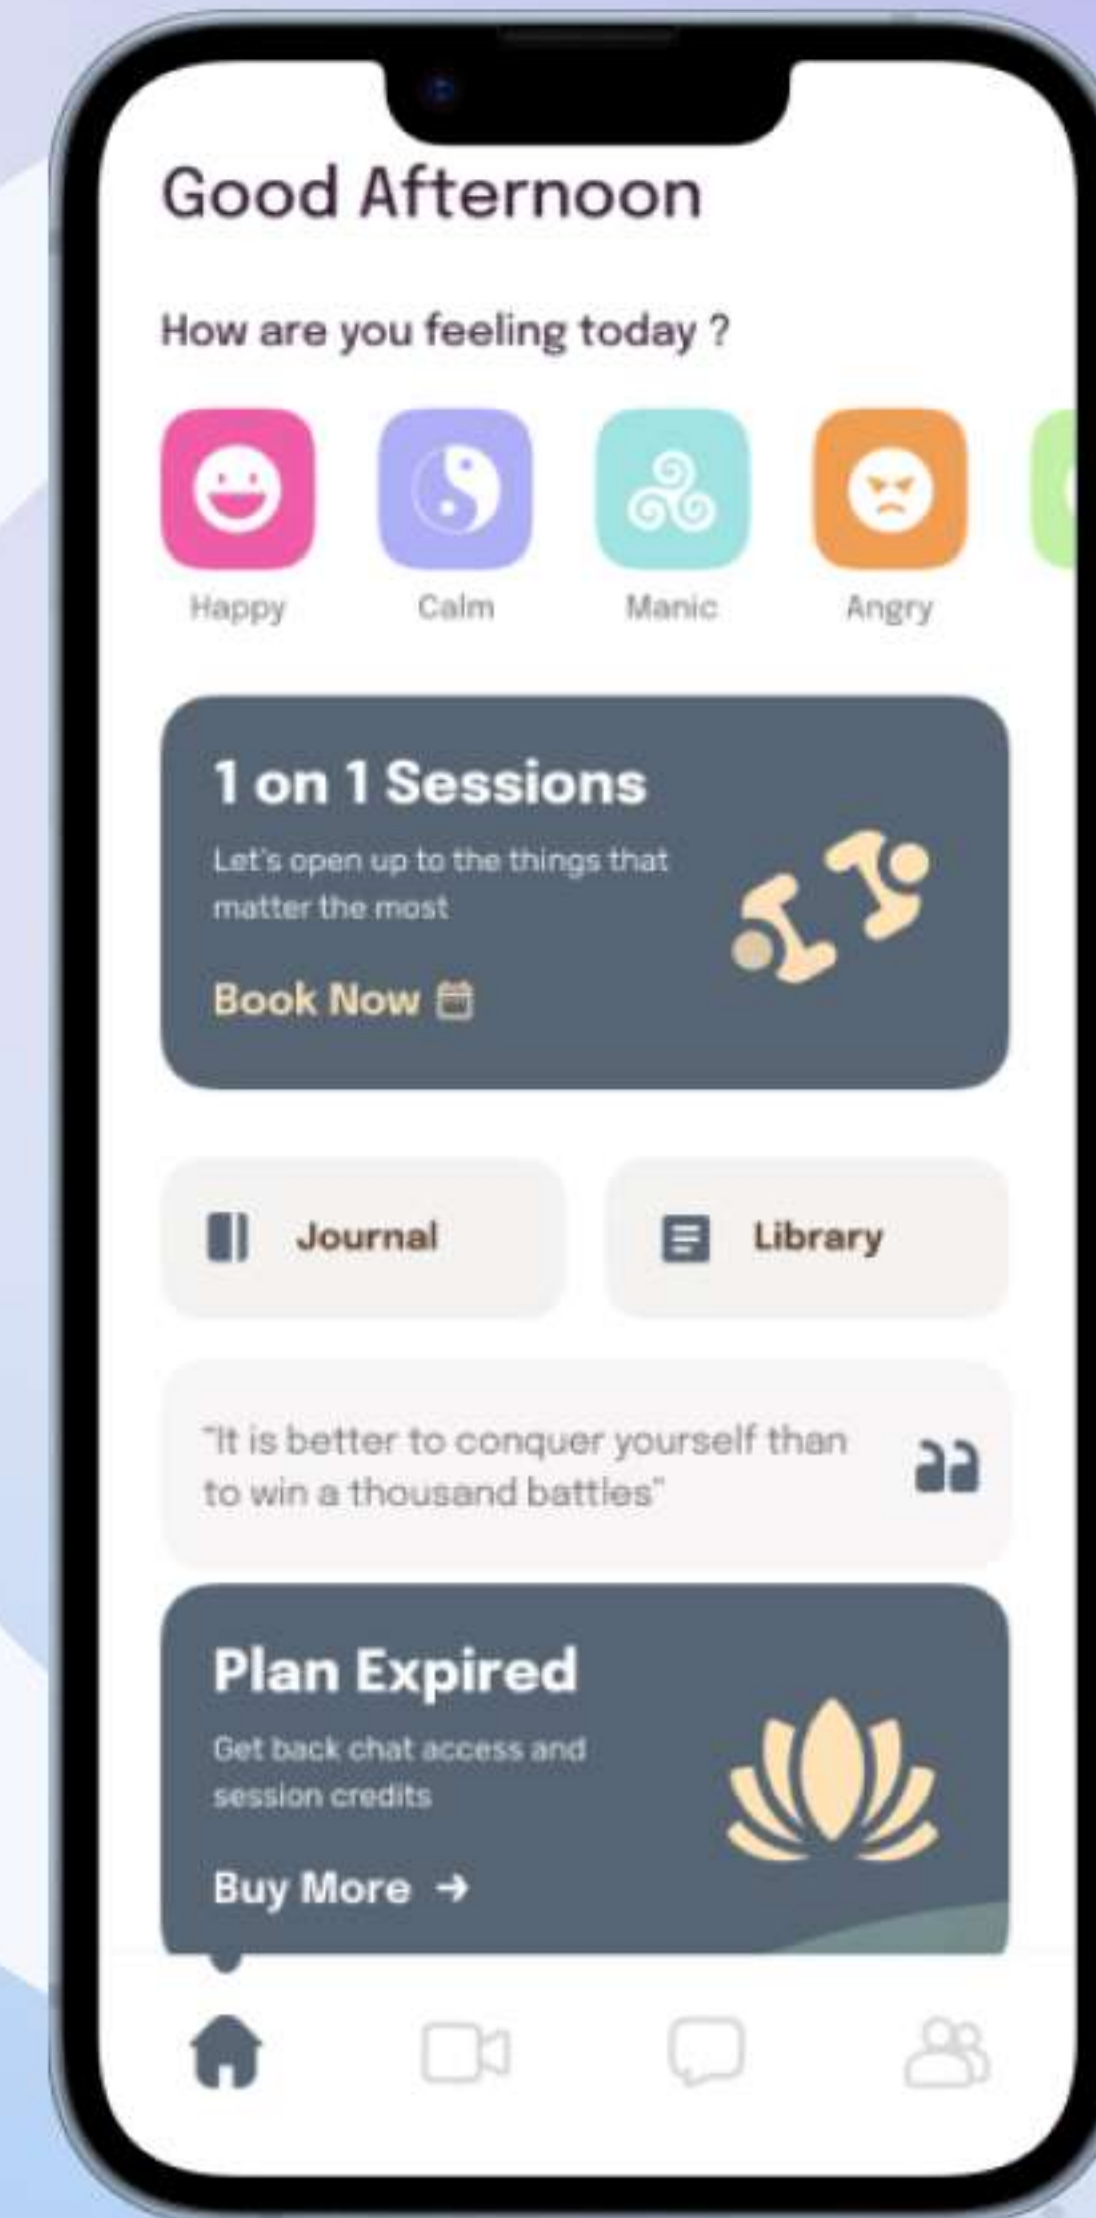 Good Afternoon
How are you feeling today ?
Happy
Calm
Manic
Angry
1 on 1 Sessions
Let's open up to the things that
matter the most
Book Now
Journal
Library
"It is better to conquer yourself than
to win a thousand battles"
Plan Expired
Get back chat access and
session credits
Buy More →